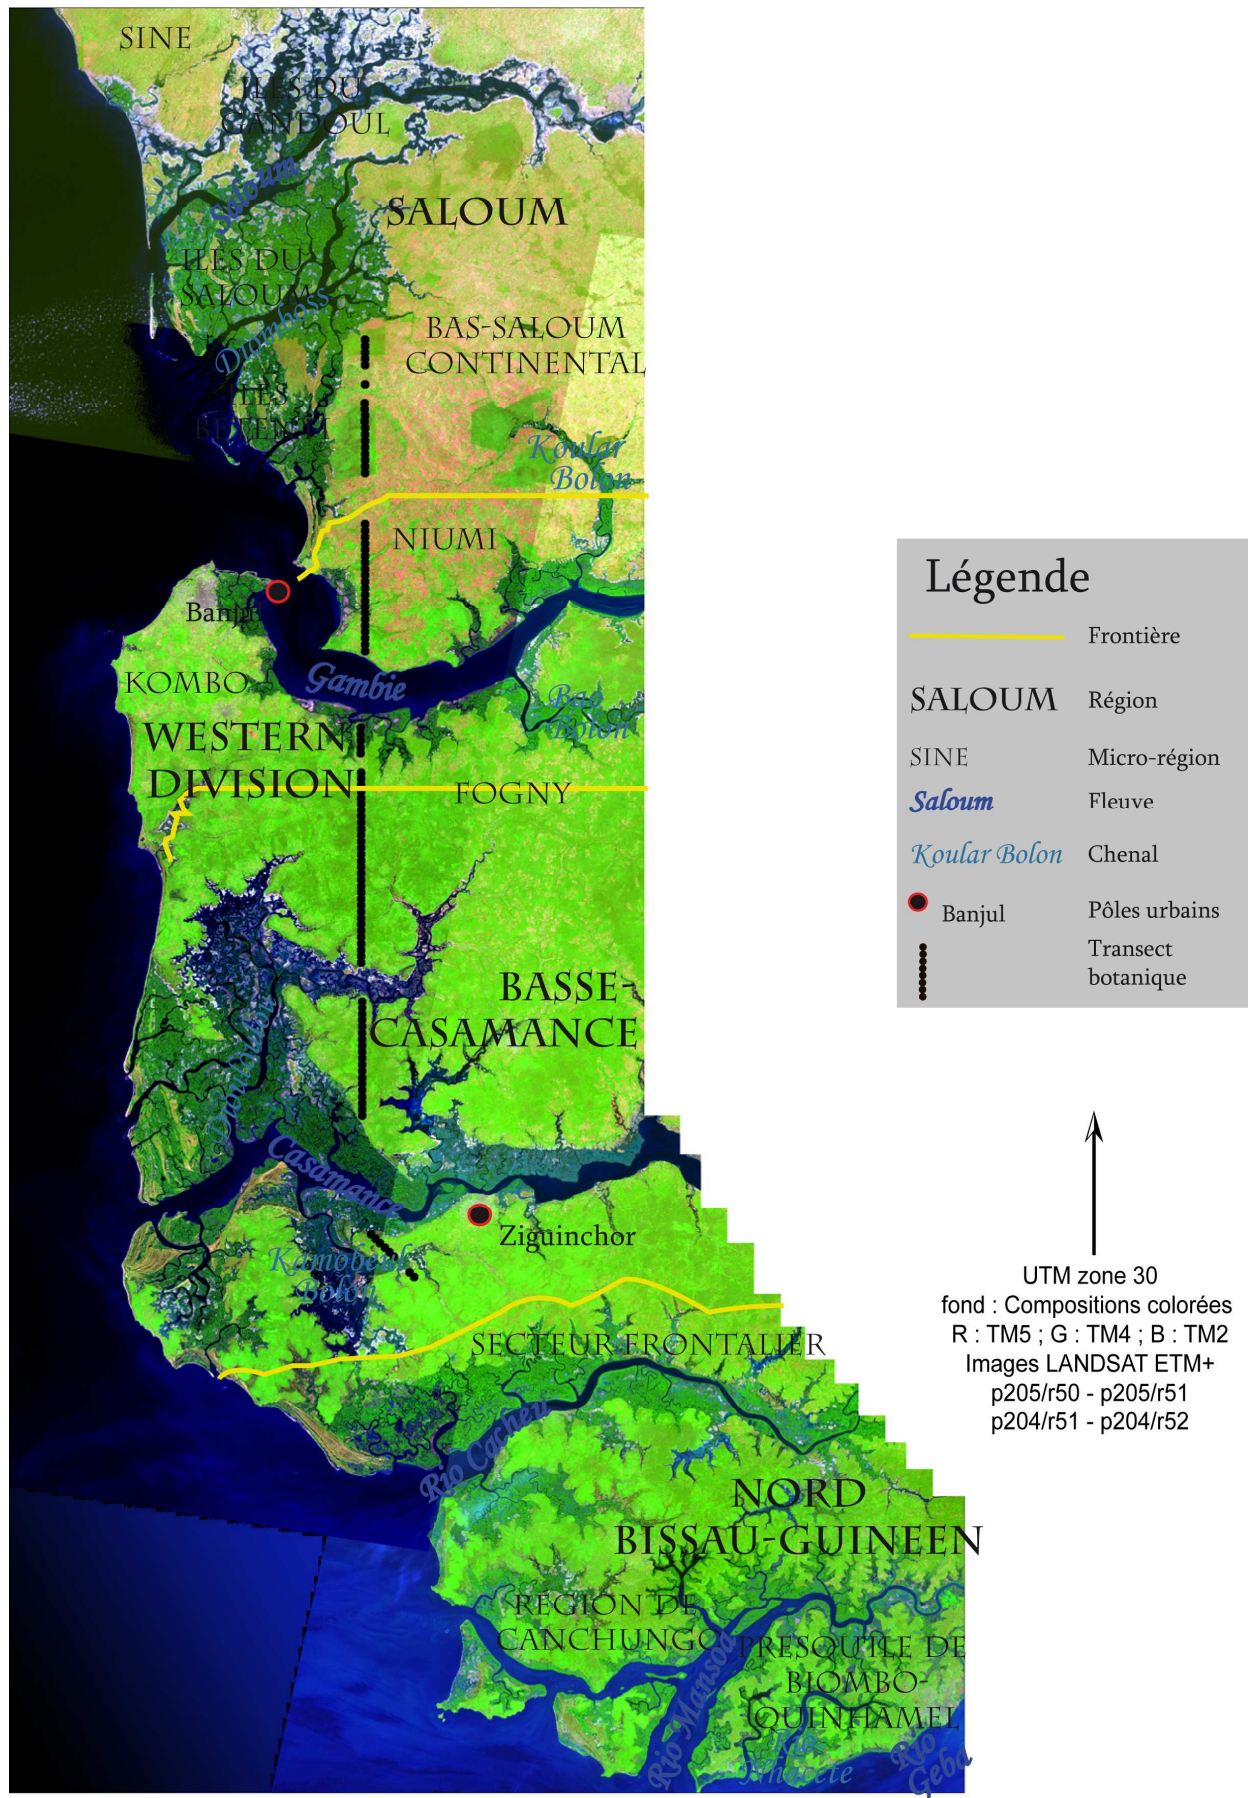 SINE
ILES DU
GANDOUL
Saloum
SALOUM
ILES DU
SALOUM
Diomboss
BAS-SALOUM
CONTINENTAL
ILES
BETENTI
Koular
Bolon
NIUMI
Banjul
KOMBO
Gambie
Bao
Bolon
WESTERN
DIVISION
FOGNY
BASSE-
CASAMANCE
Diouloulou
Casamance
Ziguinchor
Kamobeul
Bolon
SECTEUR FRONTALIER
Rio Cacheu
NORD
BISSAU-GUINEEN
REGION DE
CANCHUNGO
PRESQU'ILE DE
BIOMBO-
QUINHAMEL
Rio Mansoa
Rio
Rio
Geba
Légende
Frontière
SALOUM Région
SINE Micro-région
Saloum Fleuve
Koular Bolon Chenal
Banjul Pôles urbains
Transect
botanique
UTM zone 30
fond : Compositions colorées
R : TM5 ; G : TM4 ; B : TM2
Images LANDSAT ETM+
p205/r50 - p205/r51
p204/r51 - p204/r52